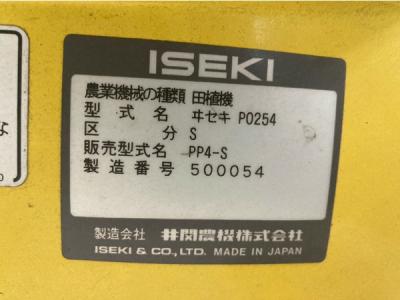 ISEKI
農業機械の種類 田植機
型式名 ヰセキ PO254
区分 S
販売型式名 PP4-S
製造番号 500054
製造会社 井関農機株式会社
ISEKI & CO., LTD. MADE IN JAPAN
な